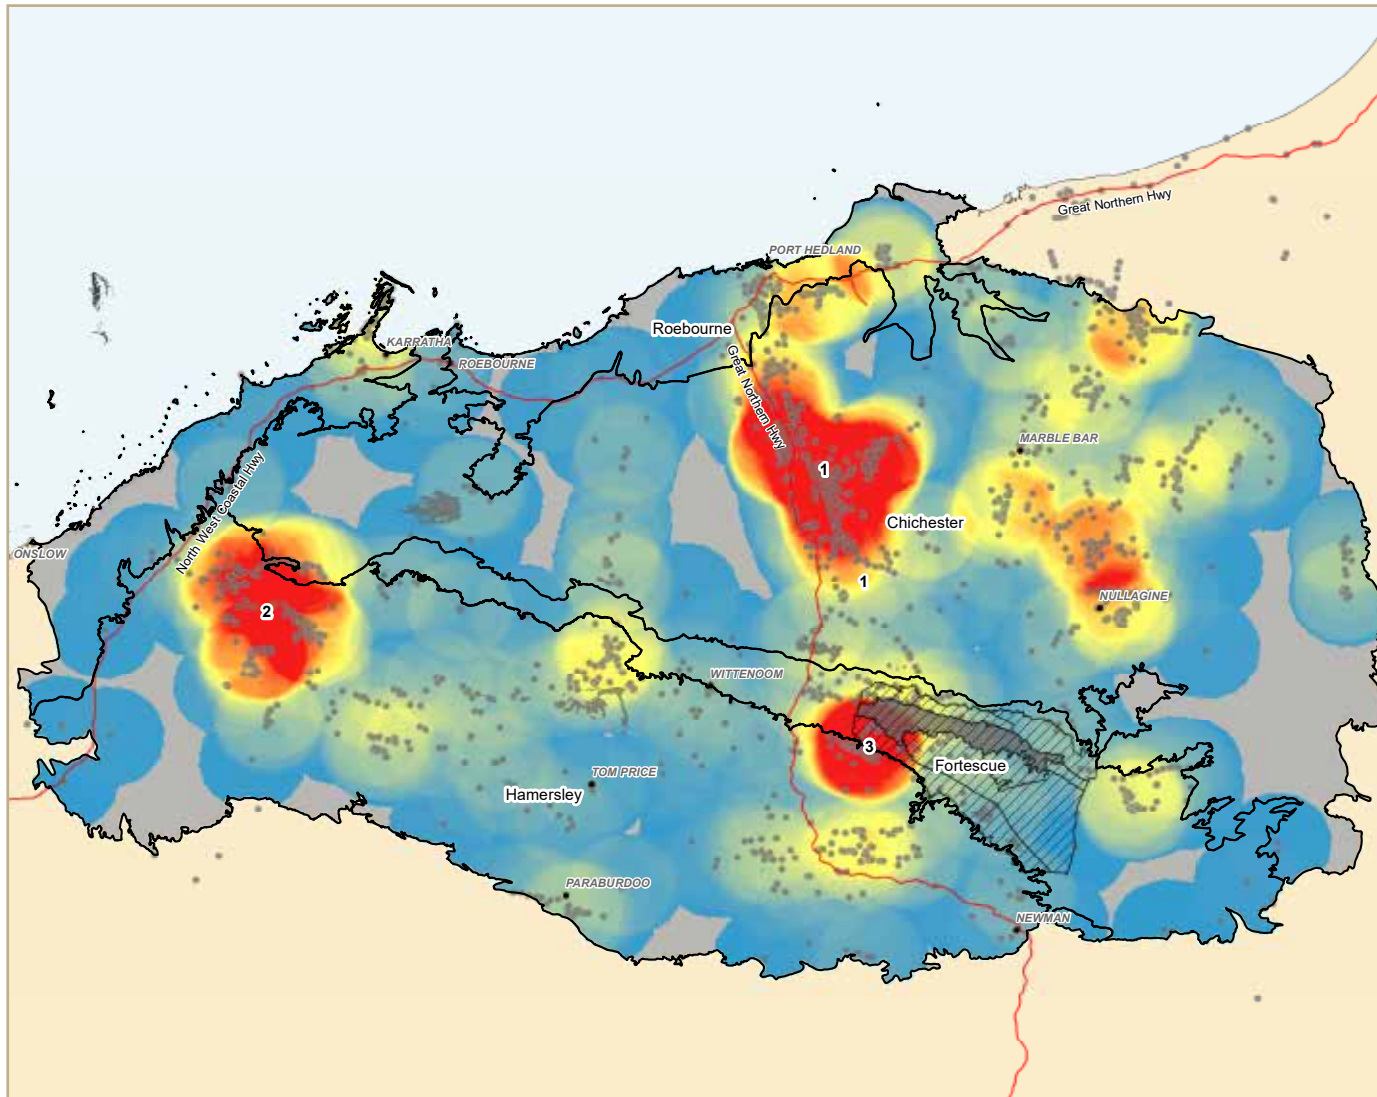 Great Northern Hwy
PORT HEDLAND
Roebourne
KARRATHA
ROEBOURNE
Great Northern Hwy
MARBLE BAR
1
North West Coastal Hwy
Chichester
ONSLOW
1
NULLAGINE
2
WITTENOOM
3
Fortescue
TOM PRICE
Hamersley
PARABURDOO
NEWMAN